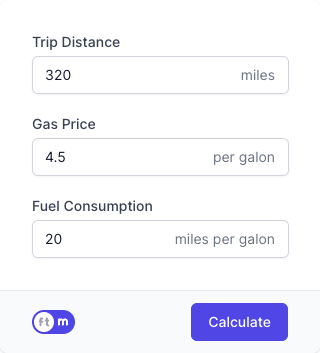 Trip Distance
320 miles
Gas Price
4.5 per galon
Fuel Consumption
20 miles per galon
ft m Calculate